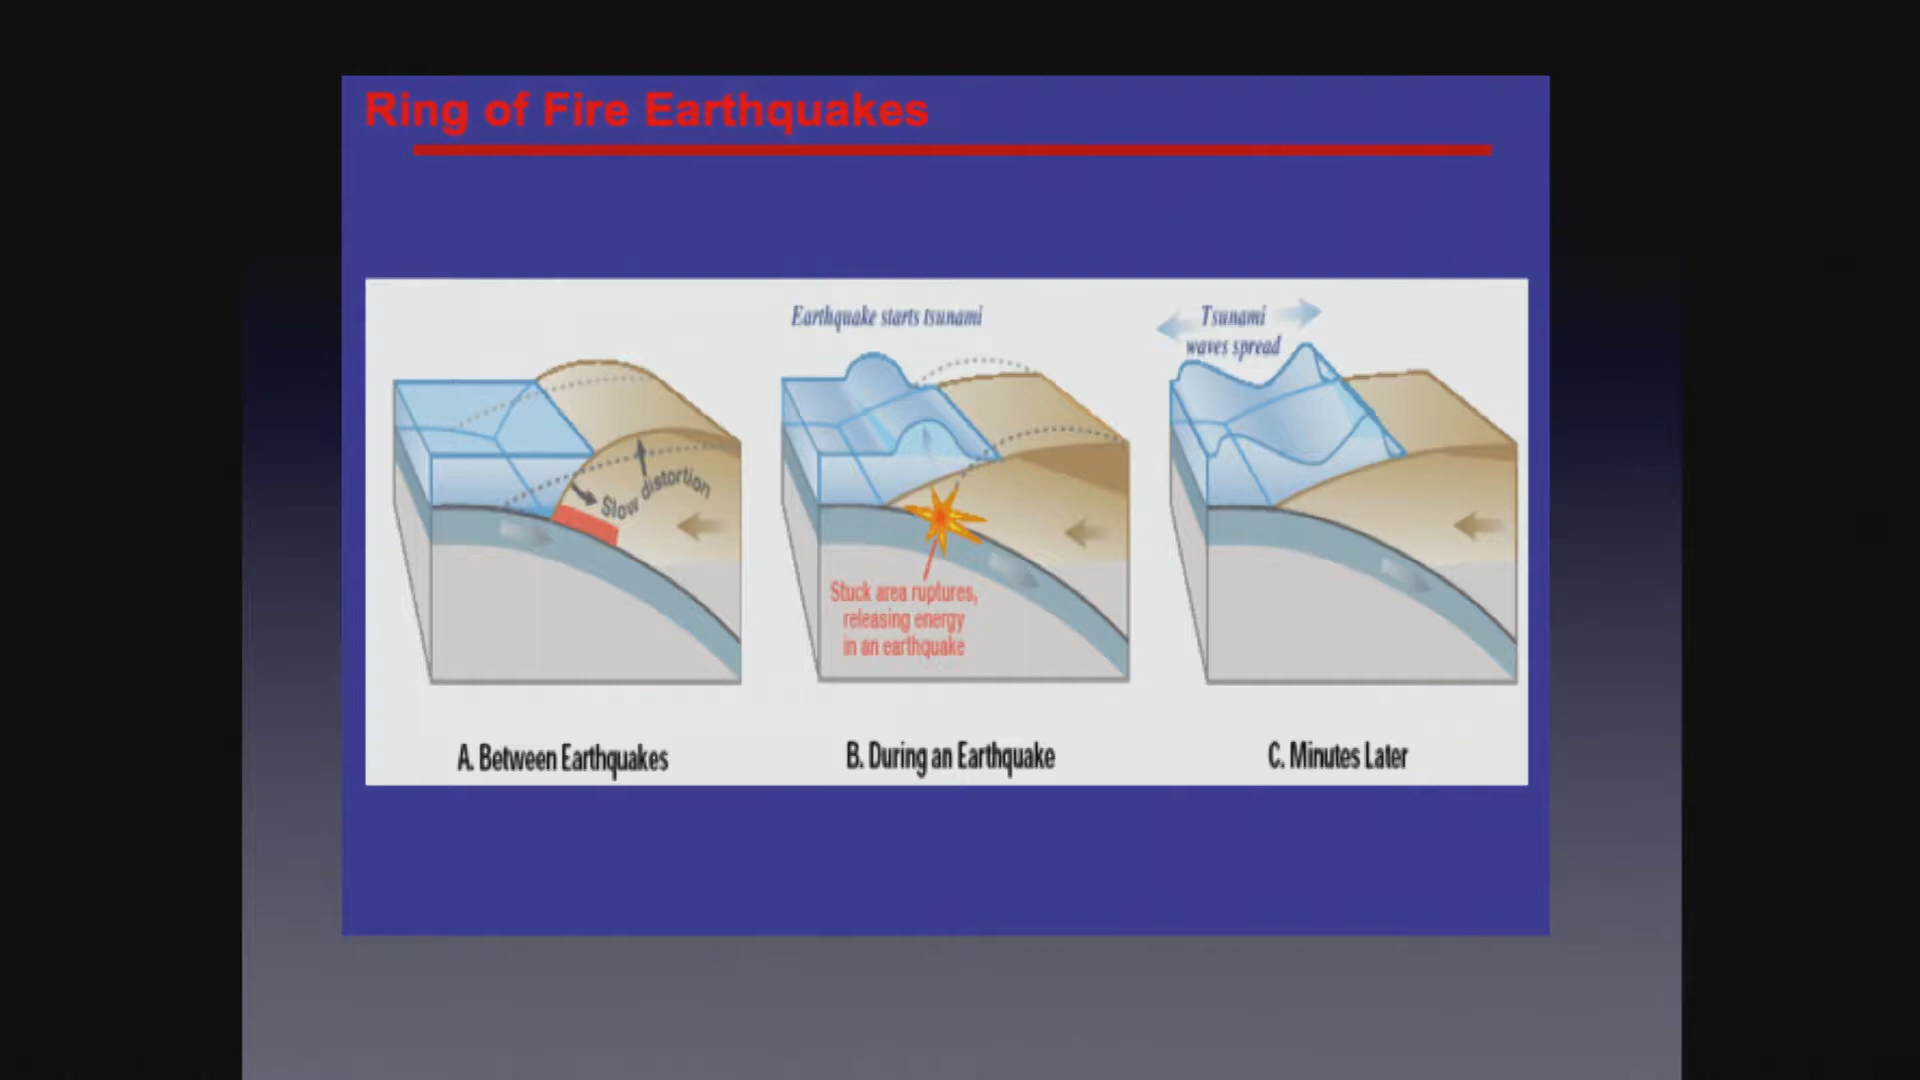 Ring of Fire Earthquakes
Slow distortion
A. Between Earthquakes
Earthquake starts tsunami
Stuck area ruptures,
releasing energy
in an earthquake
B. During an Earthquake
Tsunami
waves spread
C. Minutes Later